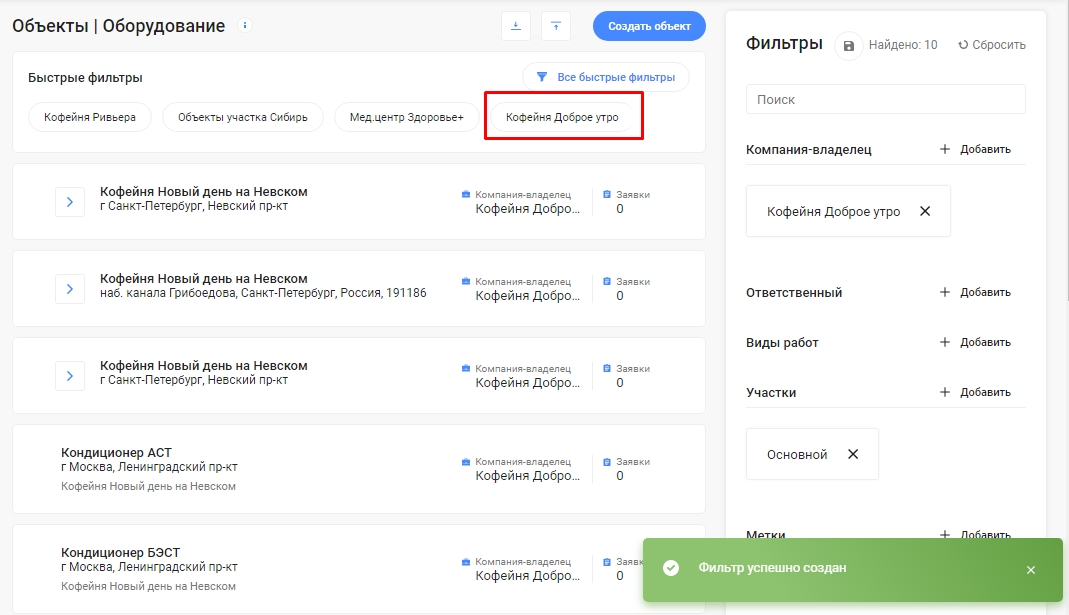 Объекты | Оборудование
Создать объект
Быстрые фильтры
Все быстрые фильтры
Кофейня Ривьера
Объекты участка Сибирь
Мед.центр Здоровье+
Кофейня Доброе утро
Кофейня Новый день на Невском
г Санкт-Петербург, Невский пр-кт
Компания-владелец
Кофейня Добро...
Заявки
0
Кофейня Новый день на Невском
наб. канала Грибоедова, Санкт-Петербург, Россия, 191186
Компания-владелец
Кофейня Добро...
Заявки
0
Кофейня Новый день на Невском
г Санкт-Петербург, Невский пр-кт
Компания-владелец
Кофейня Добро...
Заявки
0
Кондиционер АСТ
г Москва, Ленинградский пр-кт
Кофейня Новый день на Невском
Компания-владелец
Кофейня Добро...
Заявки
0
Кондиционер БЭСТ
г Москва, Ленинградский пр-кт
Кофейня Новый день на Невском
Компания-владелец
Кофейня Добро...
Заявк
0
Фильтры
Найдено: 10
Сбросить
Поиск
Компания-владелец
+ Добавить
Кофейня Доброе утро
Ответственный
+ Добавить
Виды работ
+ Добавить
Участки
+ Добавить
Основной
Метки
+ Добавить
Фильтр успешно создан